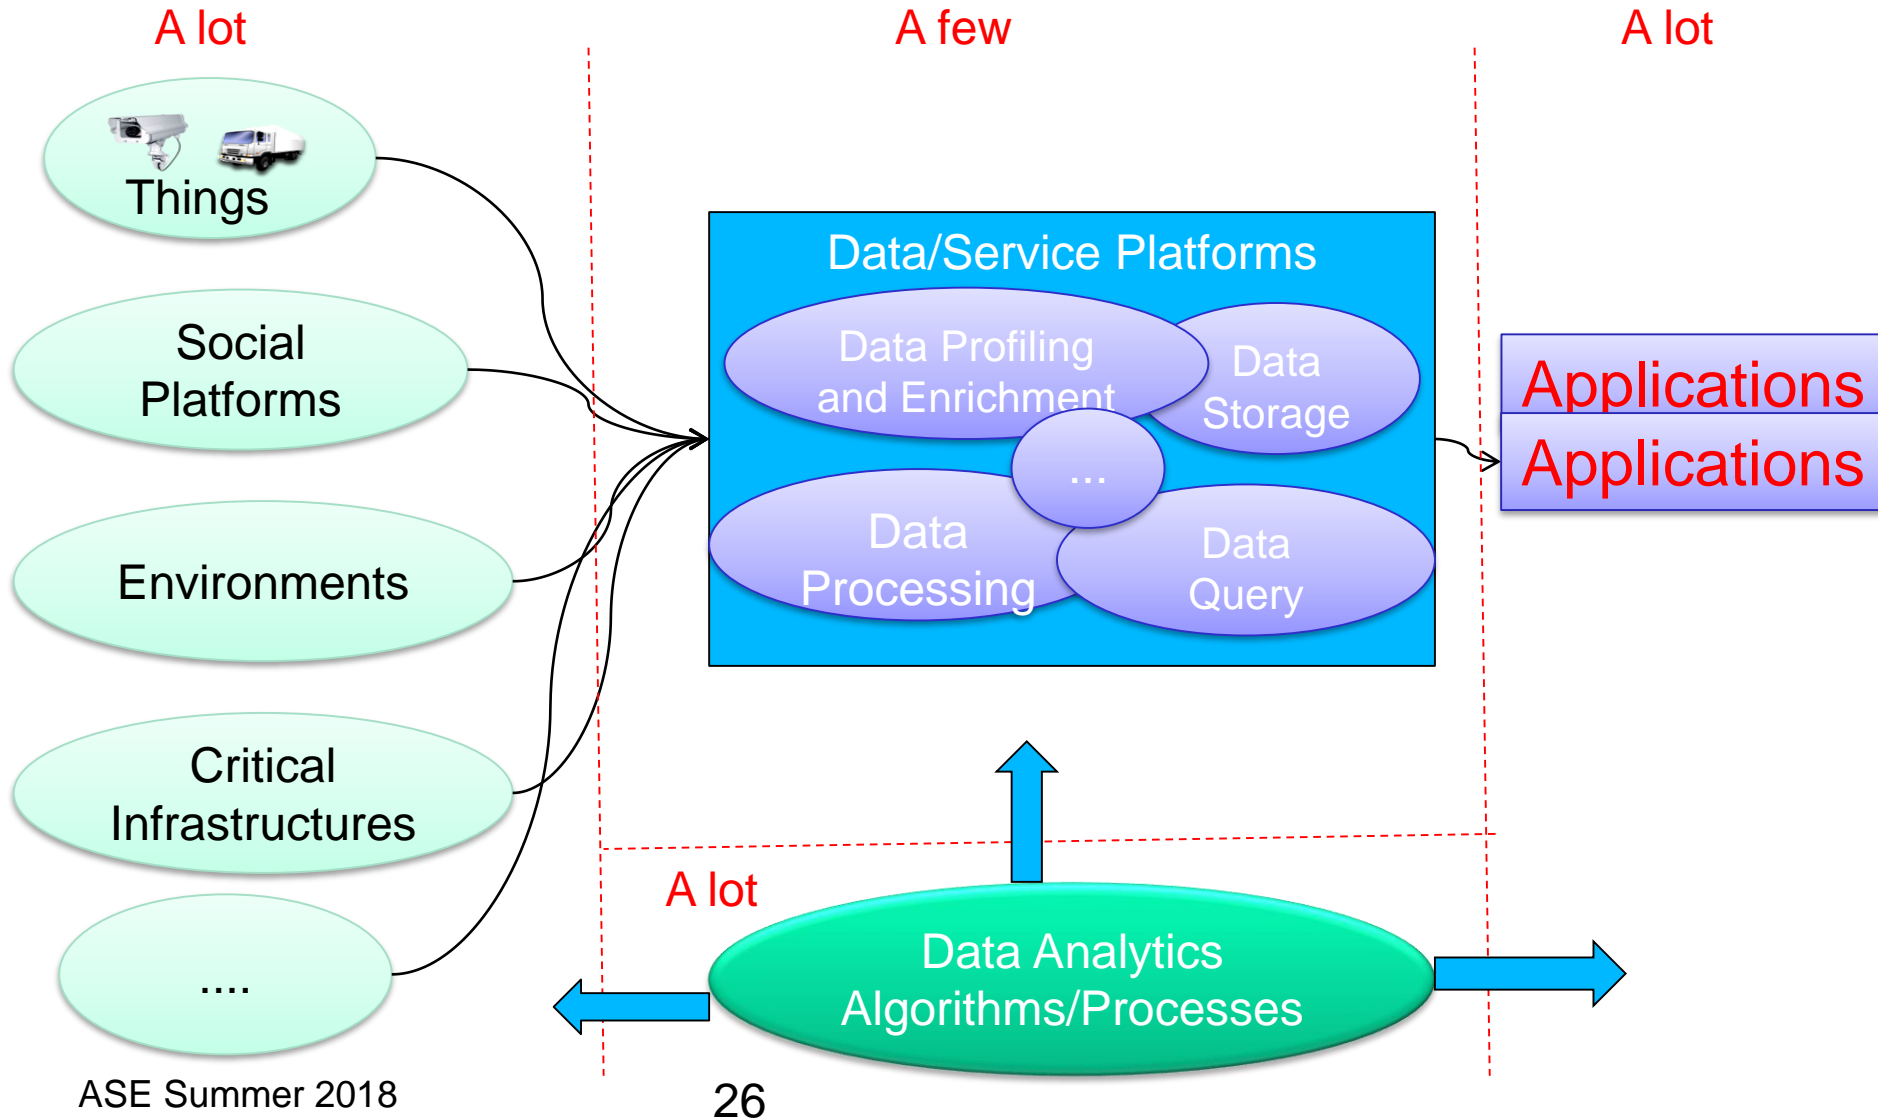 A lot
A few
A lot
Things
Social
Platforms
Environments
Critical
Infrastructures
....
Data/Service Platforms
Data Profiling
and Enrichment
Data
Storage
...
Data
Processing
Data
Query
Applications
Applications
A lot
Data Analytics
Algorithms/Processes
ASE Summer 2018
26